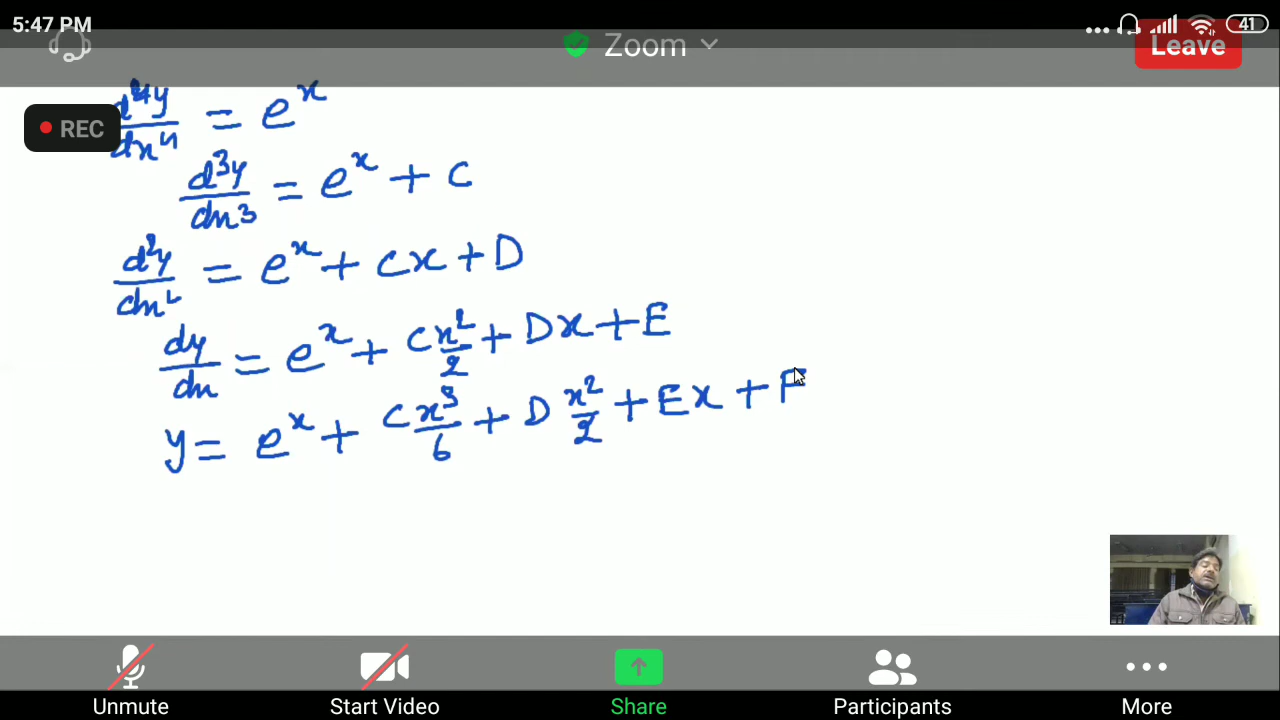 5:47 PM
41
Zoom
Leave
REC
d⁴y/dx⁴ = eˣ
d³y/dx³ = eˣ + C
d²y/dx² = eˣ + Cx + D
dy/dx = eˣ + Cx²/2 + Dx + E
y = eˣ + Cx³/6 + D x²/2 + Ex + F
Unmute
Start Video
Share
Participants
More